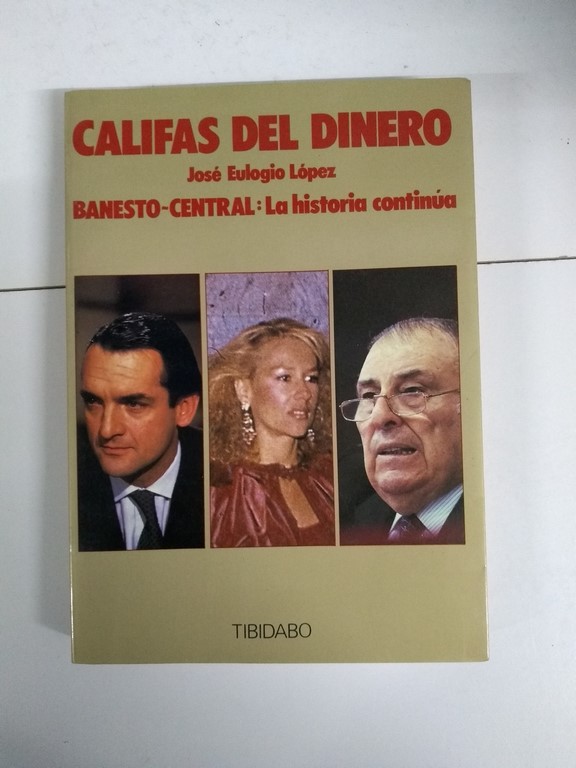 CALIFAS DEL DINERO
José Eulogio López
BANESTO-CENTRAL: La historia continúa
TIBIDABO